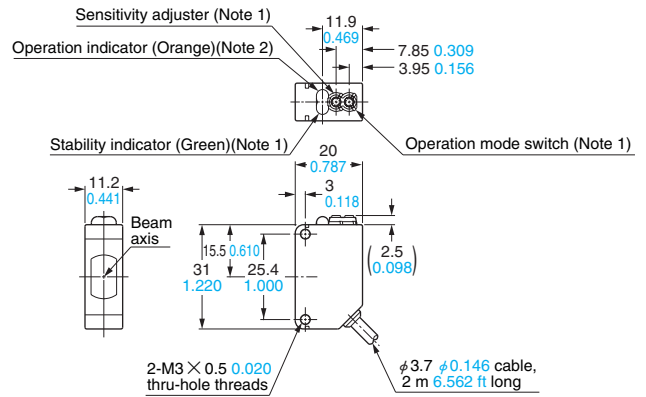 Sensitivity adjuster (Note 1)
11.9
0.469
Operation indicator (Orange)(Note 2)
7.85 0.309
3.95 0.156
Stability indicator (Green)(Note 1)
Operation mode switch (Note 1)
20
0.787
3
0.118
11.2
0.441
Beam
axis
15.5 0.610
31
1.220
25.4
1.000
(2.5
0.098)
2-M3 × 0.5 0.020
thru-hole threads
φ3.7 φ0.146 cable,
2 m 6.562 ft long